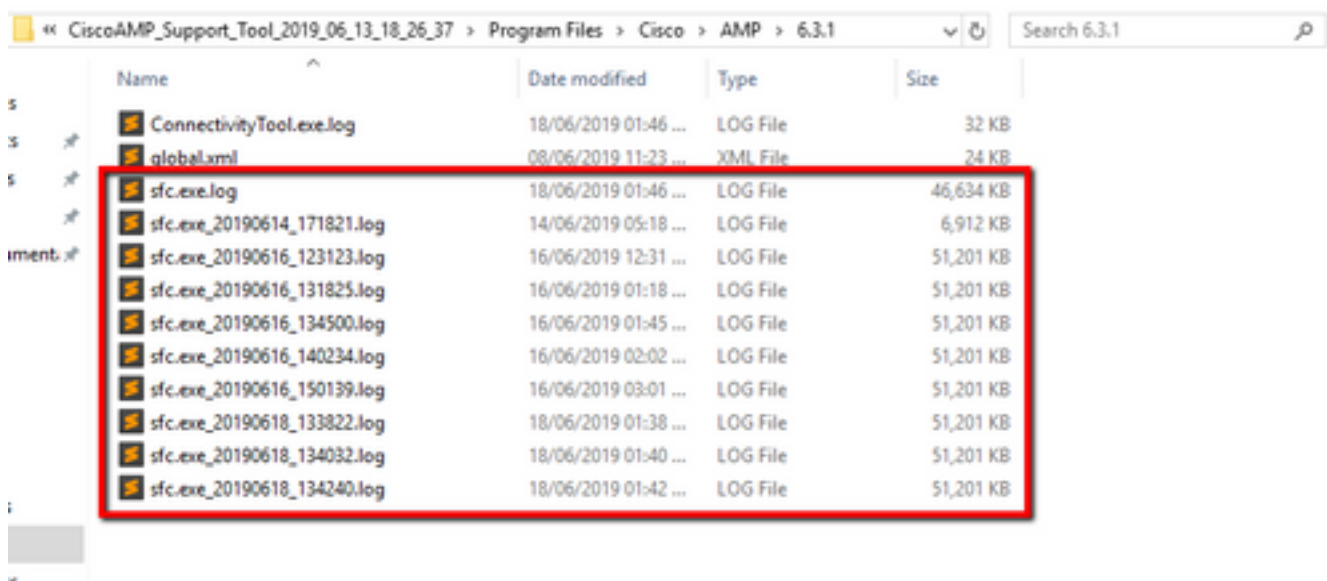 « CiscoAMP_Support_Tool_2019_06_13_18_26_37 > Program Files > Cisco > AMP > 6.3.1 Search 6.3.1
Name Date modified Type Size
ConnectivityTool.exe.log 18/06/2019 01:46 ... LOG File 32 KB
global.xml 08/06/2019 11:23 ... XML File 24 KB
sfc.exe.log 18/06/2019 01:46 ... LOG File 46,634 KB
sfc.exe_20190614_171821.log 14/06/2019 05:18 ... LOG File 6,912 KB
sfc.exe_20190616_123123.log 16/06/2019 12:31 ... LOG File 51,201 KB
sfc.exe_20190616_131825.log 16/06/2019 01:18 ... LOG File 51,201 KB
sfc.exe_20190616_134500.log 16/06/2019 01:45 ... LOG File 51,201 KB
sfc.exe_20190616_140234.log 16/06/2019 02:02 ... LOG File 51,201 KB
sfc.exe_20190616_150139.log 16/06/2019 03:01 ... LOG File 51,201 KB
sfc.exe_20190618_133822.log 18/06/2019 01:38 ... LOG File 51,201 KB
sfc.exe_20190618_134032.log 18/06/2019 01:40 ... LOG File 51,201 KB
sfc.exe_20190618_134240.log 18/06/2019 01:42 ... LOG File 51,201 KB